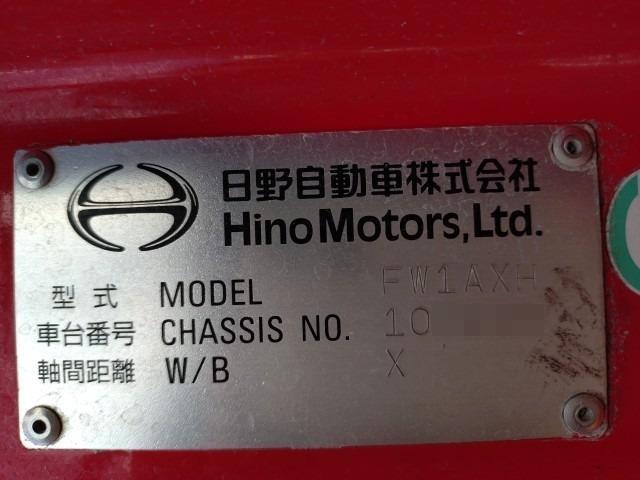 日野自動車株式会社
Hino Motors, Ltd.
型式 MODEL FW1AXH
車台番号 CHASSIS NO. 10
軸間距離 W/B X